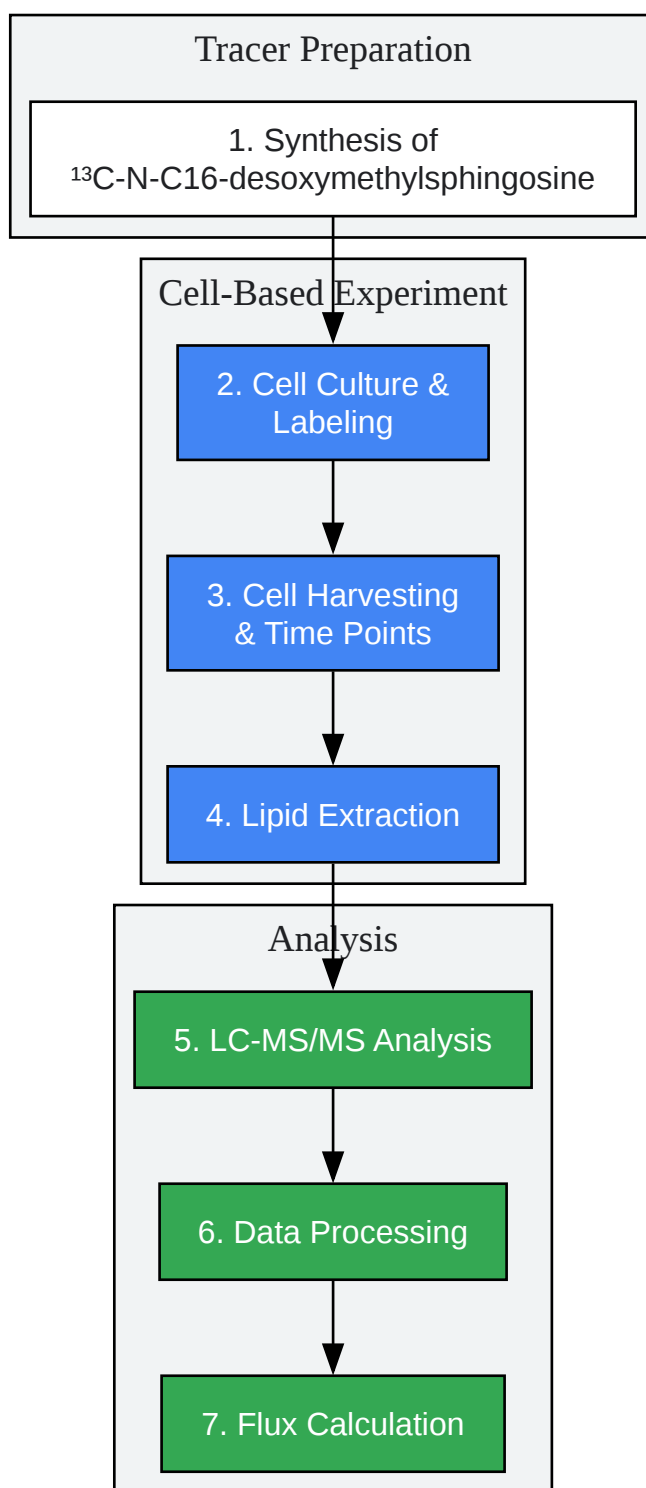 Tracer Preparation
1. Synthesis of
¹³C-N-C16-desoxymethylsphingosine
Cell-Based Experiment
2. Cell Culture &
Labeling
3. Cell Harvesting
& Time Points
4. Lipid Extraction
Analysis
5. LC-MS/MS Analysis
6. Data Processing
7. Flux Calculation